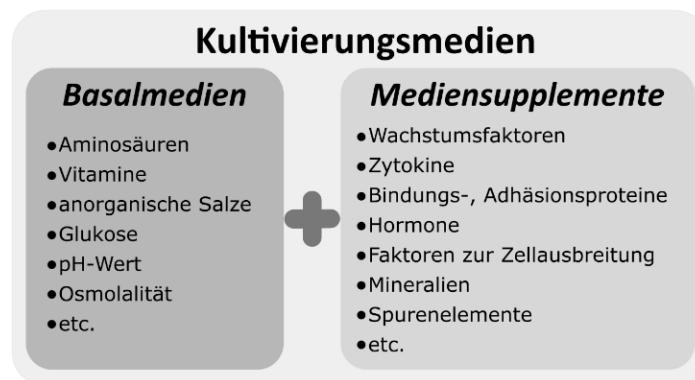 Kultivierungsmedien
Basalmedien
•Aminosäuren
•Vitamine
•anorganische Salze
•Glukose
•pH-Wert
•Osmolalität
•etc.
Mediensupplemente
•Wachstumsfaktoren
•Zytokine
•Bindungs-, Adhäsionsproteine
•Hormone
•Faktoren zur Zellausbreitung
•Mineralien
•Spurenelemente
•etc.